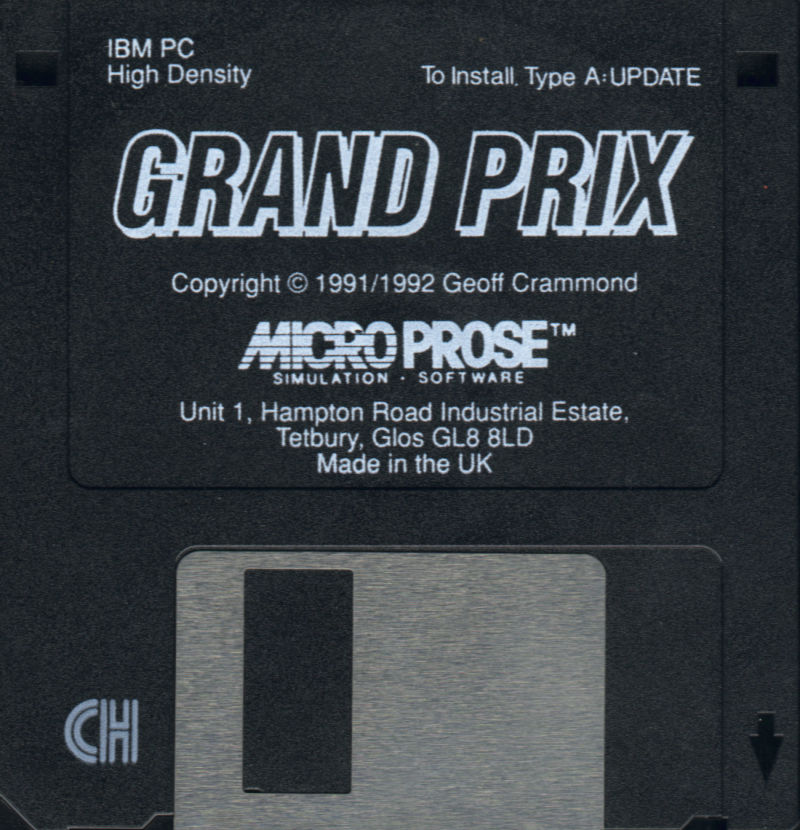 IBM PC
High Density
To Install, Type A:UPDATE
GRAND PRIX
Copyright © 1991/1992 Geoff Crammond
MICROPROSE™
SIMULATION · SOFTWARE
Unit 1, Hampton Road Industrial Estate,
Tetbury, Glos GL8 8LD
Made in the UK
CH